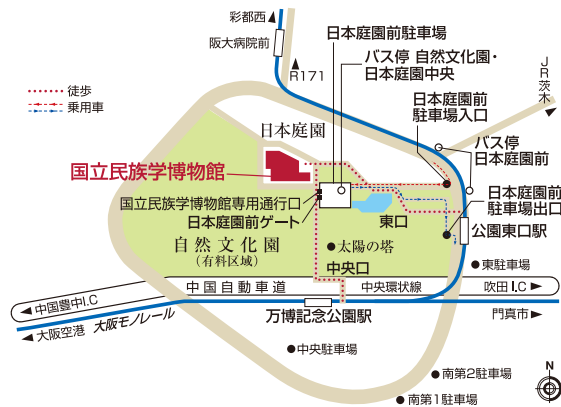 彩都西
阪大病院前
R171
日本庭園前駐車場
バス停 自然文化園・
日本庭園中央
JR茨木
徒歩
乗用車
日本庭園前
駐車場入口
日本庭園
バス停
日本庭園前
国立民族学博物館
国立民族学博物館専用通行口
日本庭園前ゲート
日本庭園前
駐車場出口
東口
公園東口駅
自然文化園
(有料区域)
太陽の塔
中央口
東駐車場
中国自動車道
中央環状線
吹田I.C
中国豊中I.C
大阪空港
大阪モノレール
万博記念公園駅
門真市
中央駐車場
南第2駐車場
南第1駐車場
N